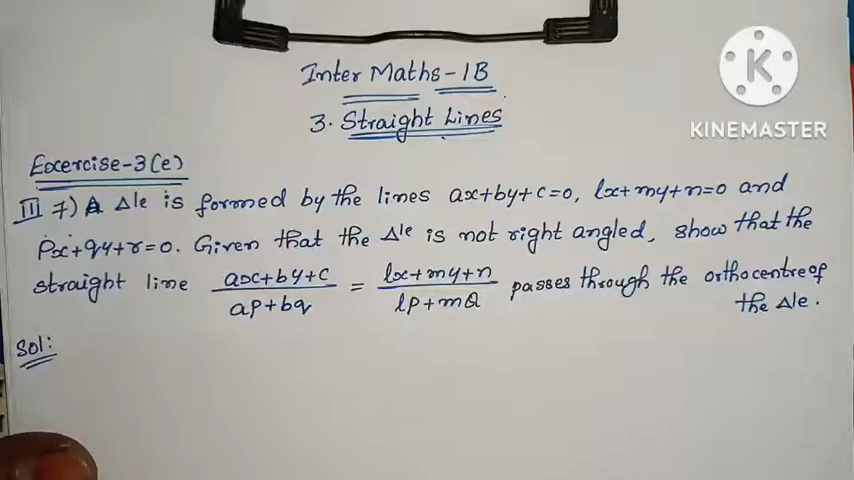 Inter Maths-1B
K
KINEMASTER
3. Straight Lines
Excercise-3(e)
III 7) A Δle is formed by the lines ax+by+c=0, lx+my+n=0 and
Px+qy+r=0. Given that the Δle is not right angled, show that the
straight line (ax+by+c)/(ap+bq) = (lx+my+n)/(lp+mQ) passes through the orthocentre of
the Δle.
Sol: